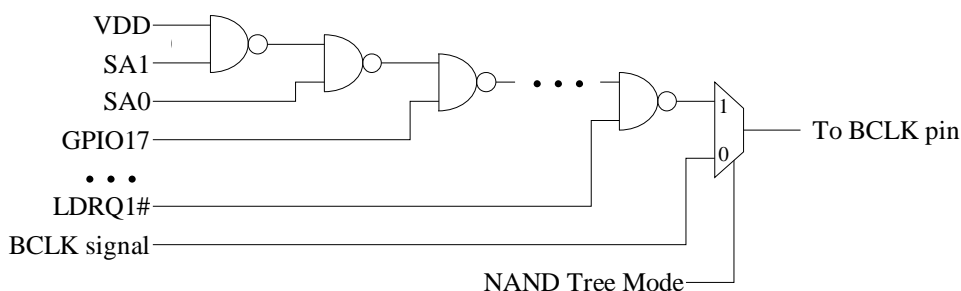 VDD
SA1
SA0
GPIO17
• • •
• • •
LDRQ1#
BCLK signal
NAND Tree Mode
1
0
To BCLK pin